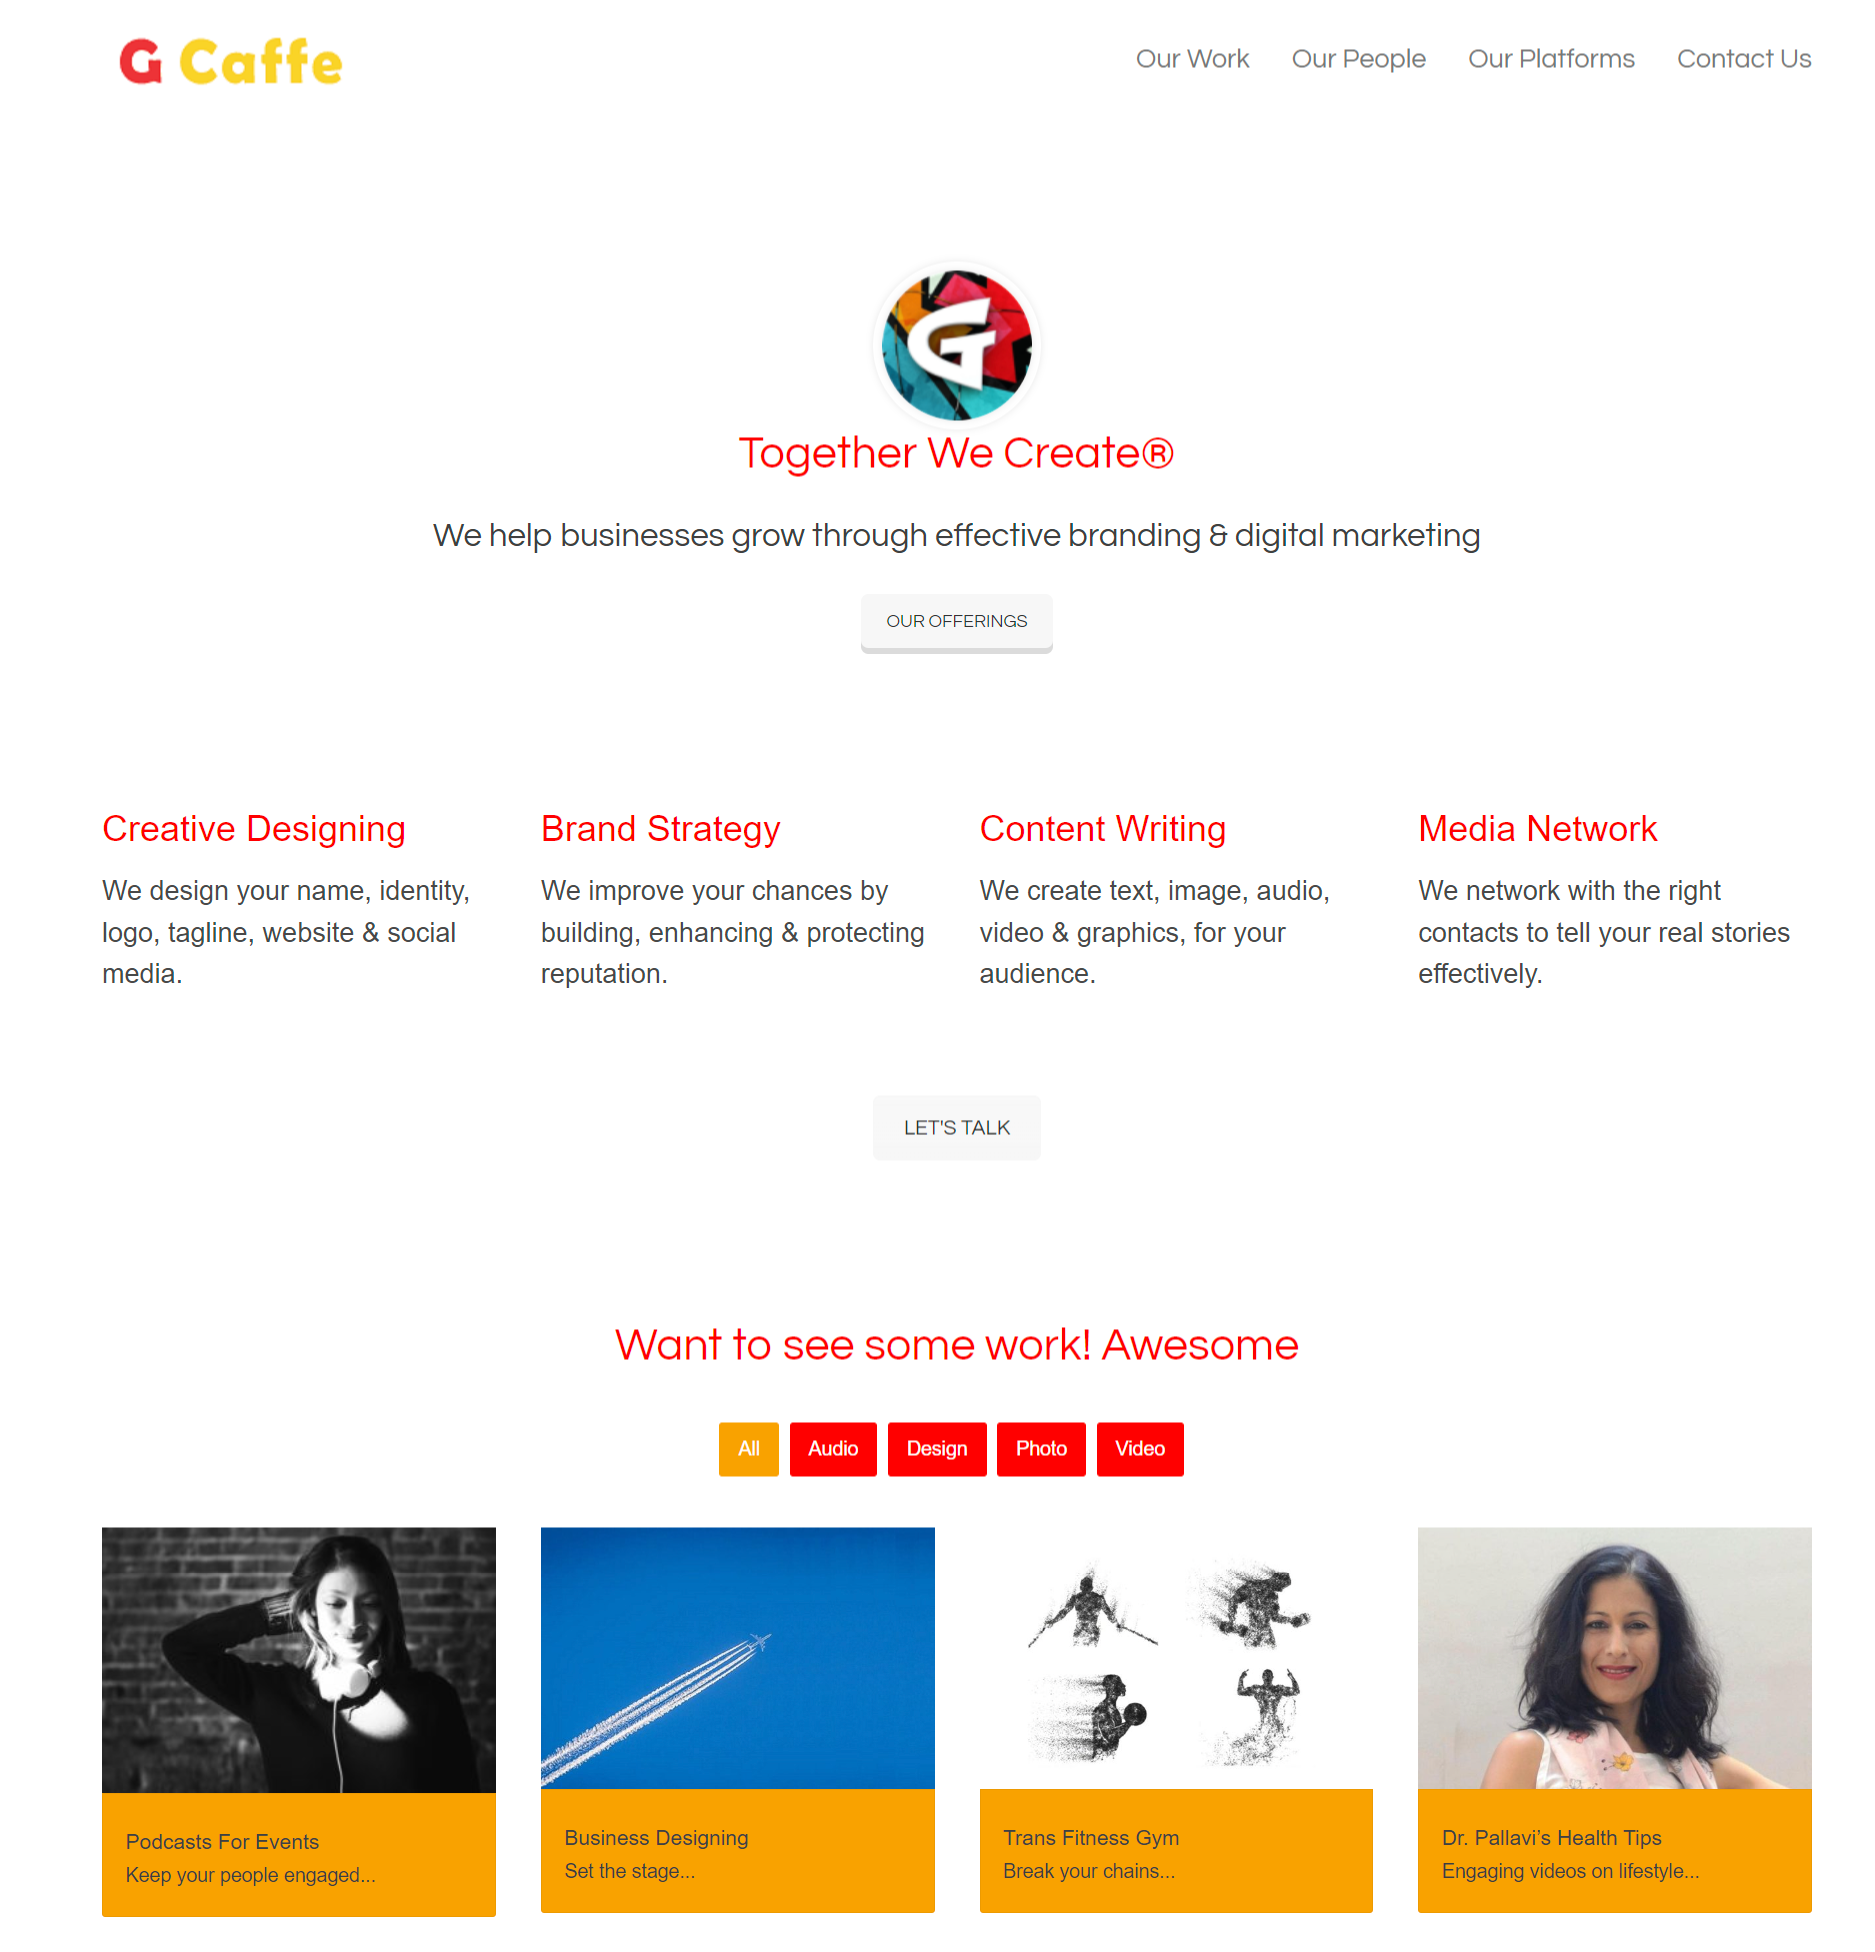 G Caffe
Our Work
Our People
Our Platforms
Contact Us
G
Together We Create®
We help businesses grow through effective branding & digital marketing
OUR OFFERINGS
Creative Designing
We design your name, identity,
logo, tagline, website & social
media.
Brand Strategy
We improve your chances by
building, enhancing & protecting
reputation.
Content Writing
We create text, image, audio,
video & graphics, for your
audience.
Media Network
We network with the right
contacts to tell your real stories
effectively.
LET'S TALK
Want to see some work! Awesome
All
Audio
Design
Photo
Video
Podcasts For Events
Keep your people engaged...
Business Designing
Set the stage...
Trans Fitness Gym
Break your chains...
Dr. Pallavi’s Health Tips
Engaging videos on lifestyle...